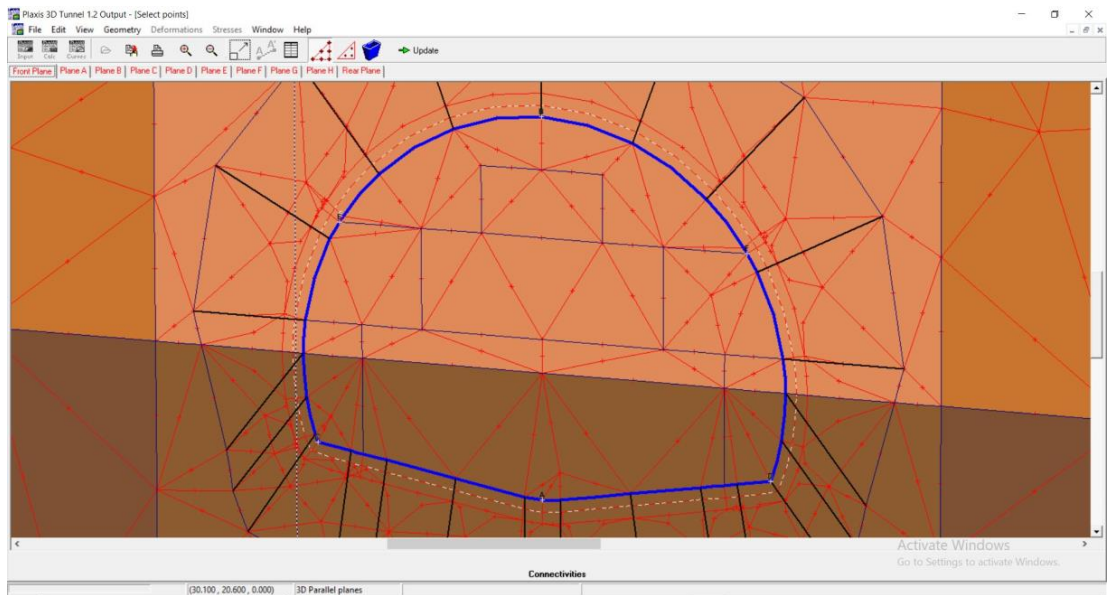 Plaxis 3D Tunnel 1.2 Output - [Select points]
File Edit View Geometry Deformations Stresses Window Help
Input Calc Curves
Update
Front Plane Plane A Plane B Plane C Plane D Plane E Plane F Plane G Plane H Rear Plane
B
C
A
Activate Windows
Go to Settings to activate Windows.
Connectivities
(30.100 , 20.600 , 0.000) 3D Parallel planes